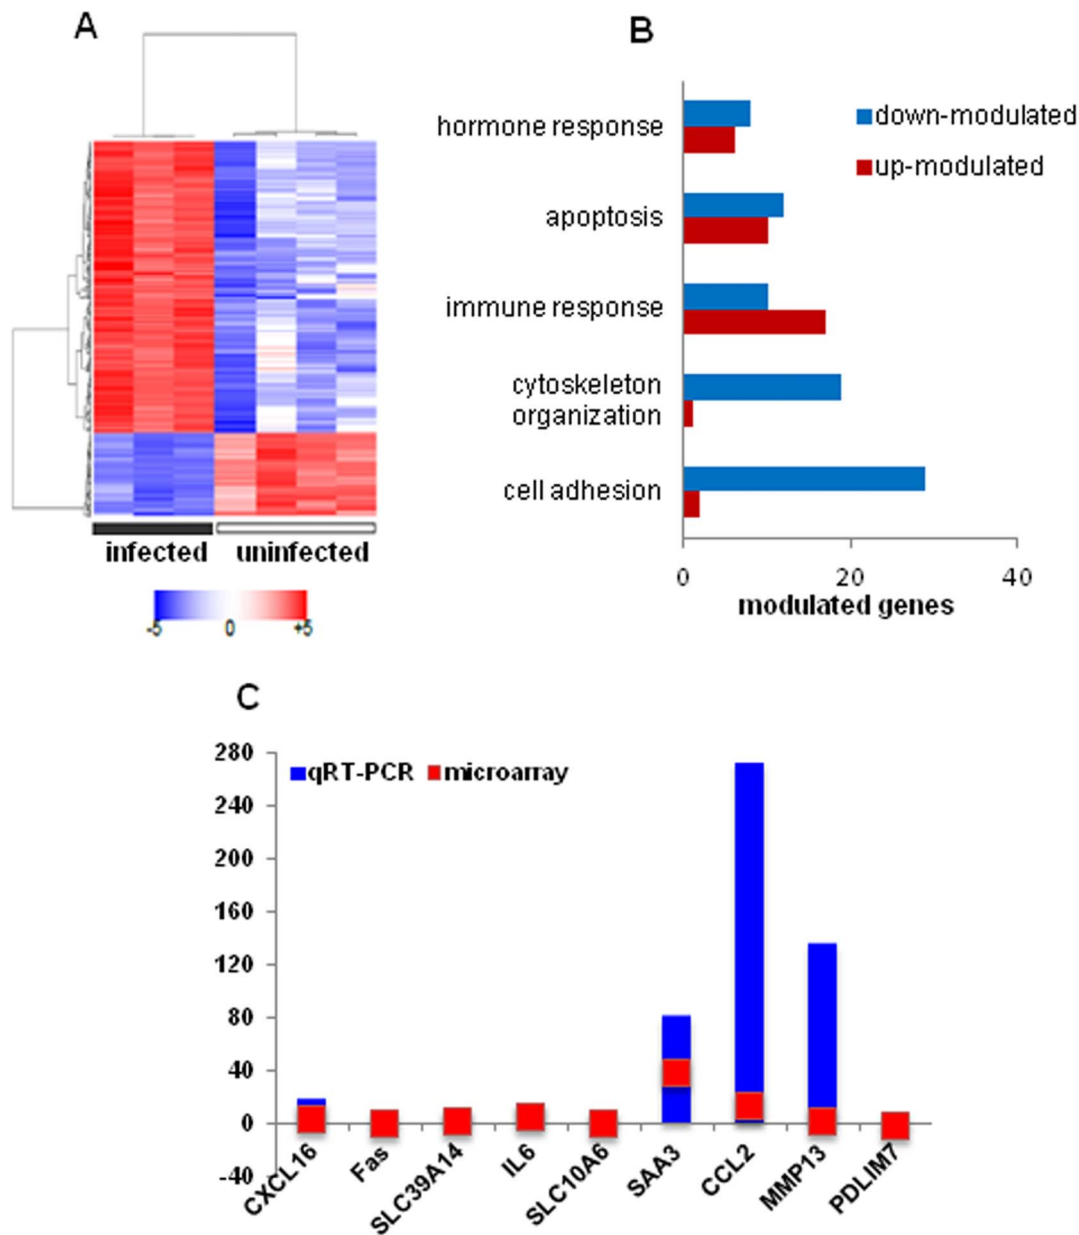 A
infected uninfected
-5 0 +5
B
down-modulated
up-modulated
hormone response
apoptosis
immune response
cytoskeleton
organization
cell adhesion
0 20 40
modulated genes
C
qRT-PCR microarray
280
240
200
160
120
80
40
0
-40
CXCL16 Fas SLC39A14 IL6 SLC10A6 SAA3 CCL2 MMP13 PDLIM7